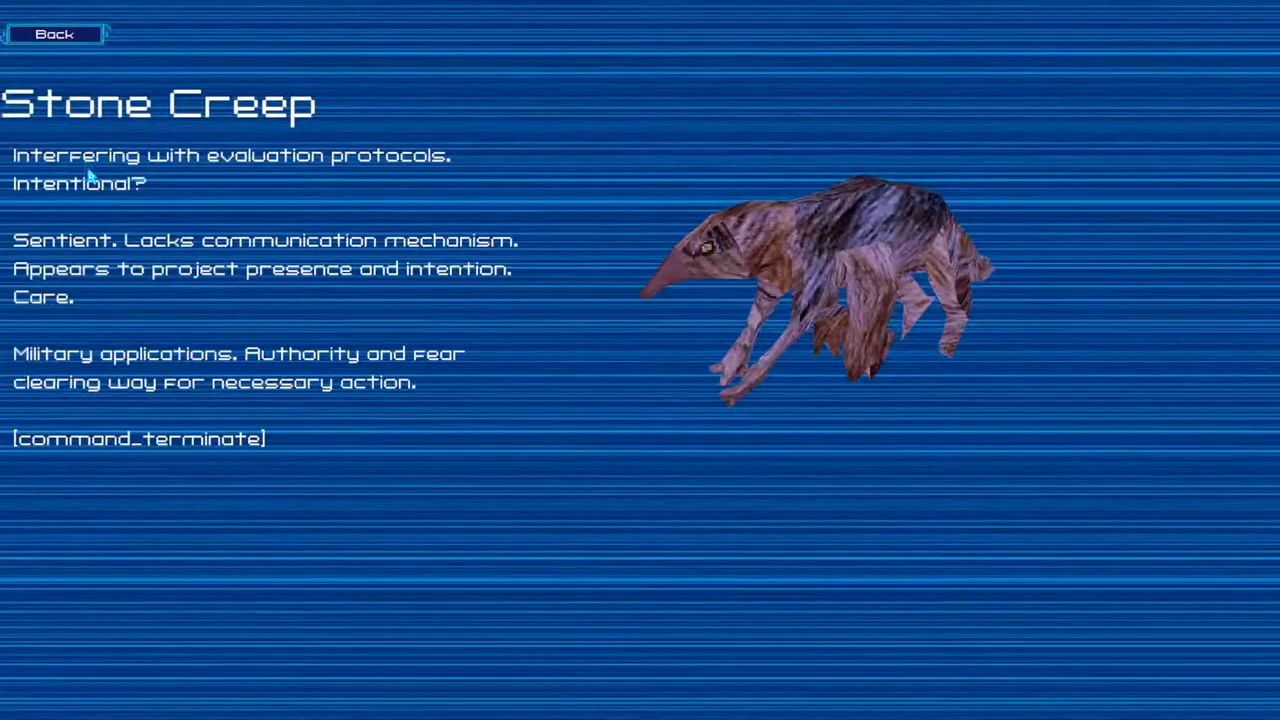 Back
Stone Creep
Interfering with evaluation protocols.
Intentional?
Sentient. Lacks communication mechanism.
Appears to project presence and intention.
Care.
Military applications. Authority and fear
clearing way for necessary action.
[command_terminate]